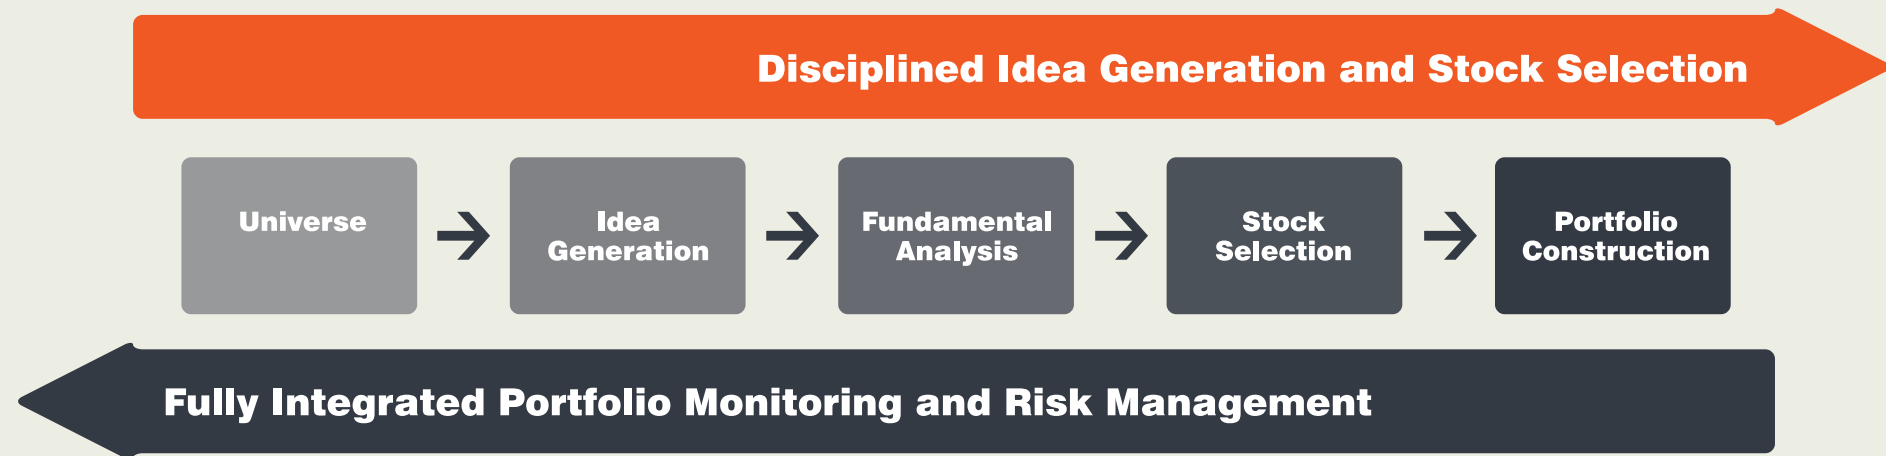 Disciplined Idea Generation and Stock Selection
Universe
Idea
Generation
Fundamental
Analysis
Stock
Selection
Portfolio
Construction
Fully Integrated Portfolio Monitoring and Risk Management